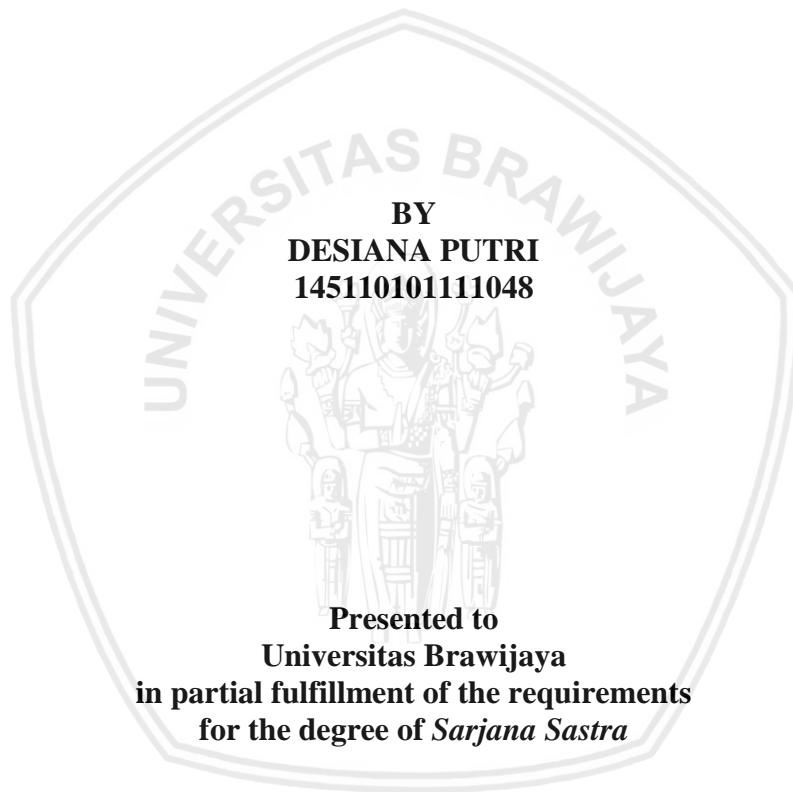 UNIVERSITAS BRAWIJAYA
BY
DESIANA PUTRI
145110101111048
Presented to
Universitas Brawijaya
in partial fulfillment of the requirements
for the degree of Sarjana Sastra